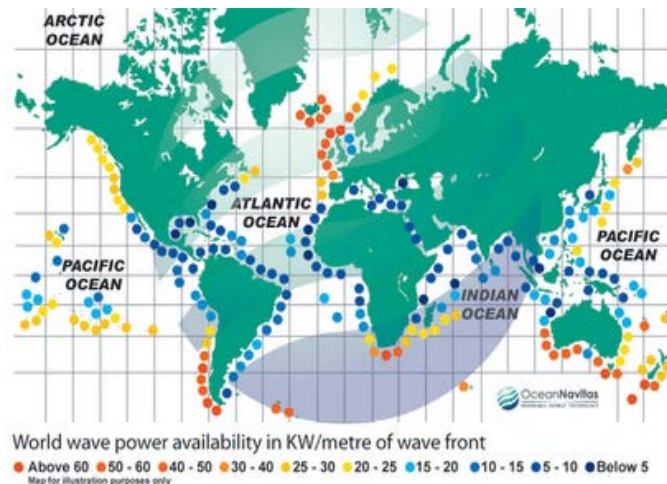 ARCTIC
OCEAN
ATLANTIC
OCEAN
PACIFIC
OCEAN
PACIFIC
OCEAN
INDIAN
OCEAN
OceanNavitas
World wave power availability in KW/metre of wave front
Above 60 50 - 60 40 - 50 30 - 40 25 - 30 20 - 25 15 - 20 10 - 15 5 - 10 Below 5
Map for illustration purposes only